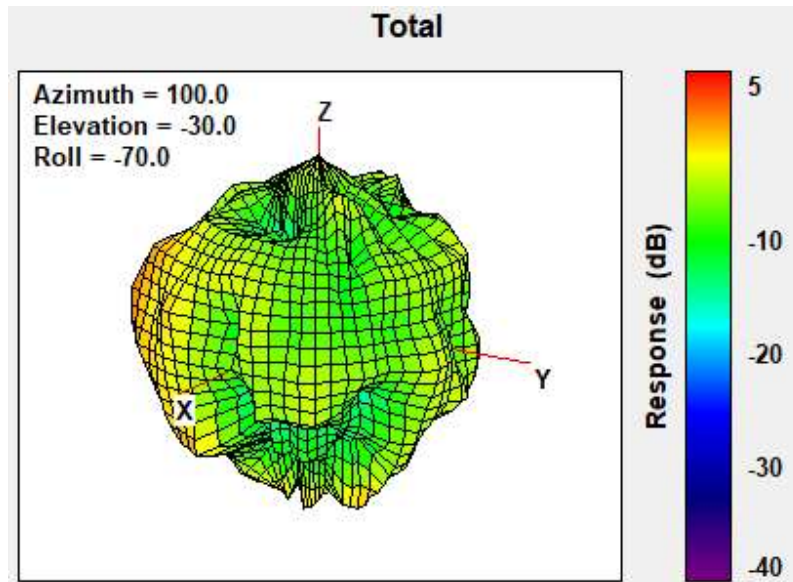 Total
Azimuth = 100.0
Elevation = -30.0
Roll = -70.0
Z
Y
X
5
-10
-20
-30
-40
Response (dB)